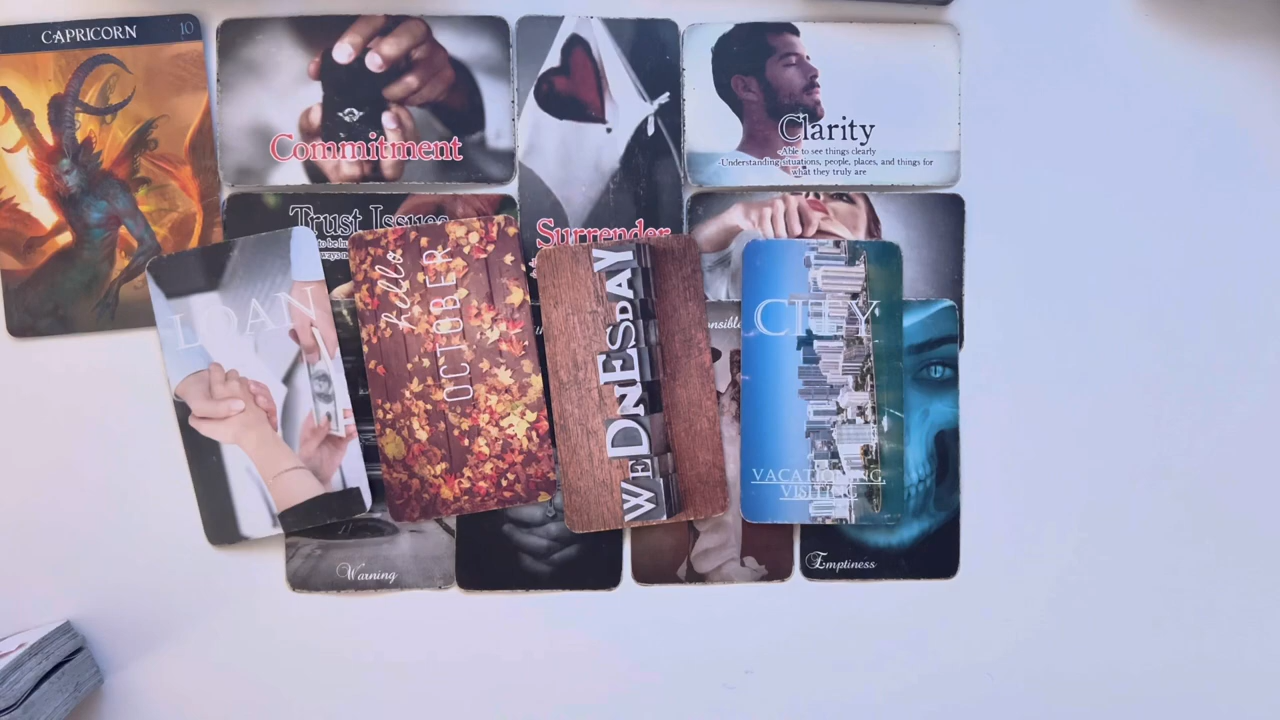 CAPRICORN 10
Commitment
Surrender
Clarity
-Able to see things clearly
-Understanding situations, people, places, and things for
what they truly are
Trust Issues
LOAN
hello
OCTOBER
WEDNESDAY
CITY
VACATIONING
VISITING
Warning
Emptiness